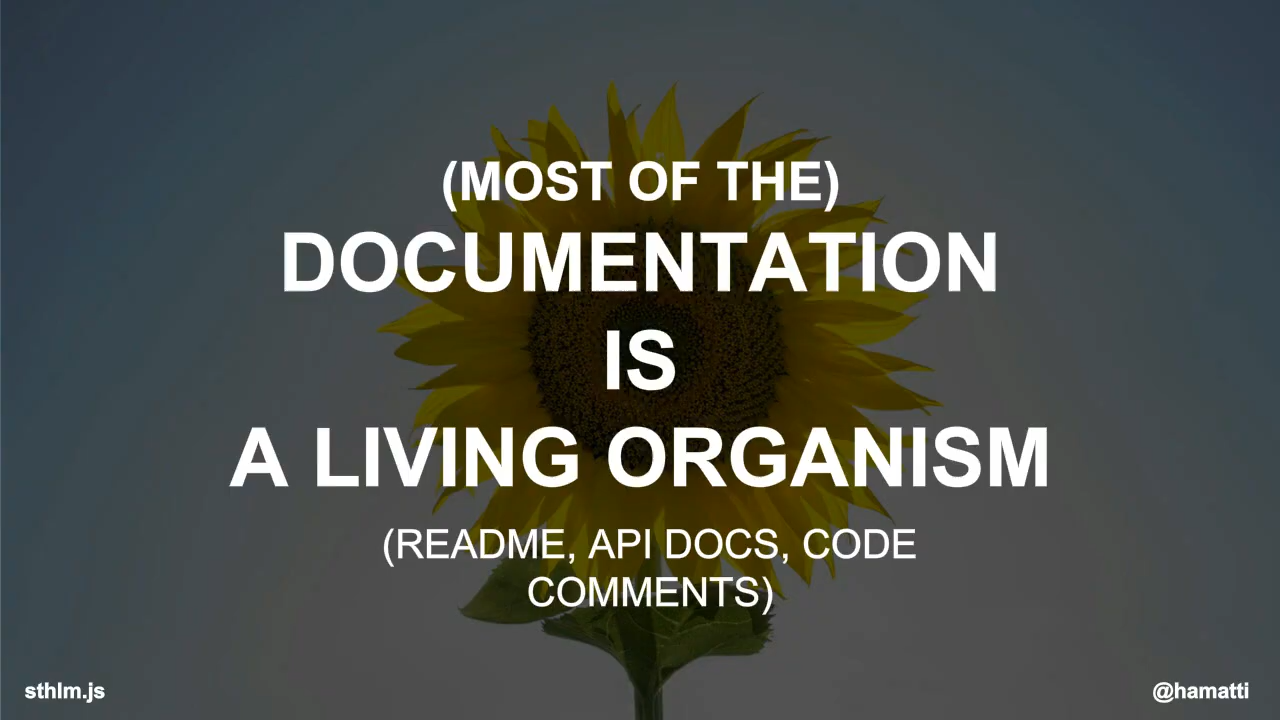 (MOST OF THE)
DOCUMENTATION
IS
A LIVING ORGANISM
(README, API DOCS, CODE
COMMENTS)
sthlm.js
@hamatti